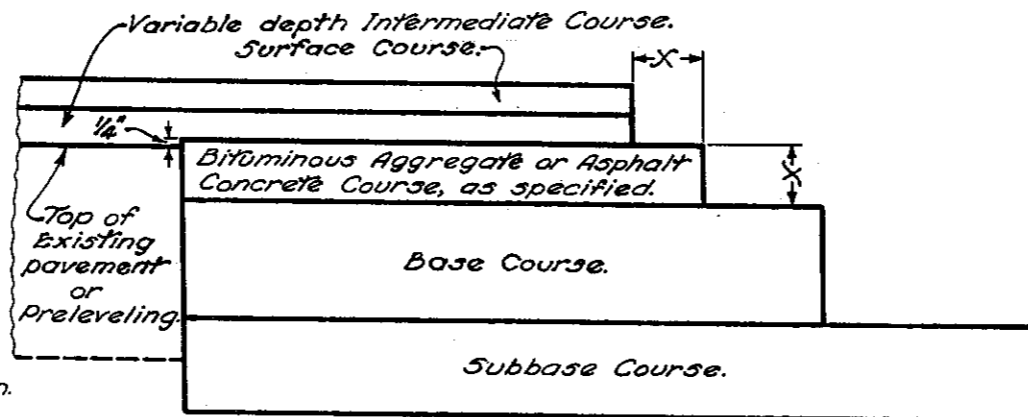 Variable depth Intermediate Course.
Surface Course.
X
1/4"
Bituminous Aggregate or Asphalt
Concrete Course, as specified.
X
Top of
Existing
pavement
or
Preleveling.
Base Course.
Subbase Course.